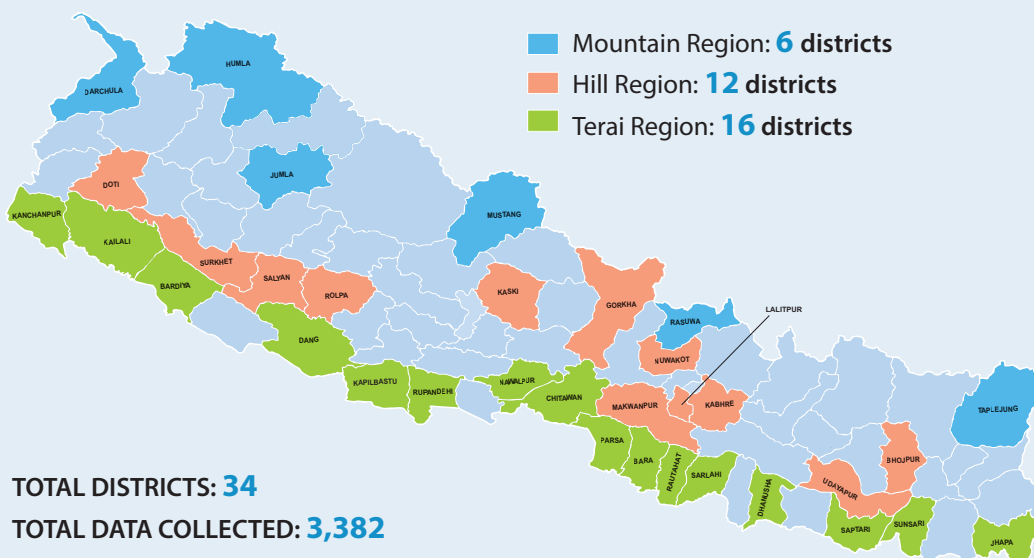 Mountain Region: 6 districts
Hill Region: 12 districts
Terai Region: 16 districts
HUMLA
DARCHULA
JUMLA
DOTI
MUSTANG
KANCHANPUR
KAILALI
SURKHET
BARDIYA
SALYAN
ROLPA
KASKI
GORKHA
LALITPUR
RASUWA
DANG
NUWAKOT
KAPILBASTU
RUPANDEHI
NAWALPUR
CHITAWAN
MAKWANPUR
KABHRE
TAPLEJUNG
PARSA
BARA
RAUTAHAT
SARLAHI
DHANUSHA
UDAYAPUR
BHOJPUR
SAPTARI
SUNSARI
JHAPA
TOTAL DISTRICTS: 34
TOTAL DATA COLLECTED: 3,382